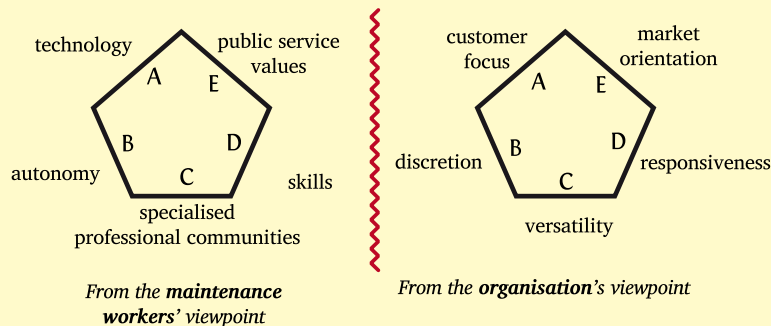 technology
public service
values
A
E
B
D
autonomy
C
skills
specialised
professional communities
From the maintenance
workers' viewpoint
customer
focus
market
orientation
A
E
B
D
discretion
responsiveness
C
versatility
From the organisation's viewpoint